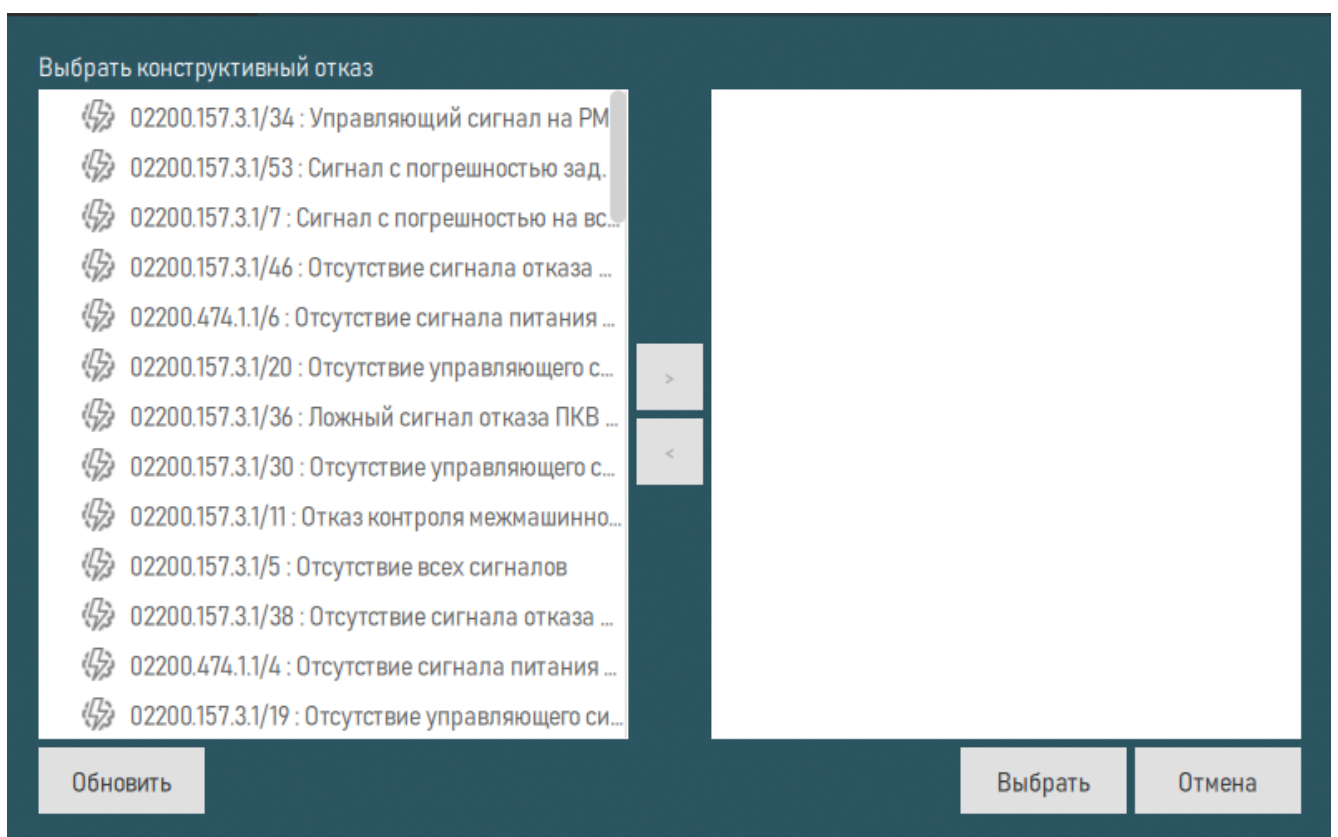 Выбрать конструктивный отказ
02200.157.3.1/34 : Управляющий сигнал на РМ
02200.157.3.1/53 : Сигнал с погрешностью зад.
02200.157.3.1/7 : Сигнал с погрешностью на вс...
02200.157.3.1/46 : Отсутствие сигнала отказа ...
02200.474.1.1/6 : Отсутствие сигнала питания ...
02200.157.3.1/20 : Отсутствие управляющего с...
02200.157.3.1/36 : Ложный сигнал отказа ПКВ ...
02200.157.3.1/30 : Отсутствие управляющего с...
02200.157.3.1/11 : Отказ контроля межмашинно...
02200.157.3.1/5 : Отсутствие всех сигналов
02200.157.3.1/38 : Отсутствие сигнала отказа ...
02200.474.1.1/4 : Отсутствие сигнала питания ...
02200.157.3.1/19 : Отсутствие управляющего си...
>
<
Обновить
Выбрать
Отмена